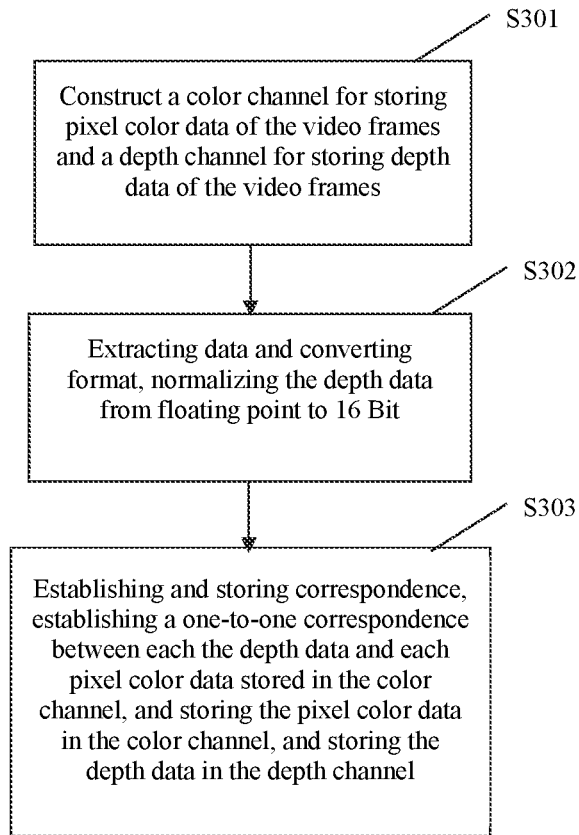 S301
Construct a color channel for storing
pixel color data of the video frames
and a depth channel for storing depth
data of the video frames
S302
Extracting data and converting
format, normalizing the depth data
from floating point to 16 Bit
S303
Establishing and storing correspondence,
establishing a one-to-one correspondence
between each the depth data and each
pixel color data stored in the color
channel, and storing the pixel color data
in the color channel, and storing the
depth data in the depth channel